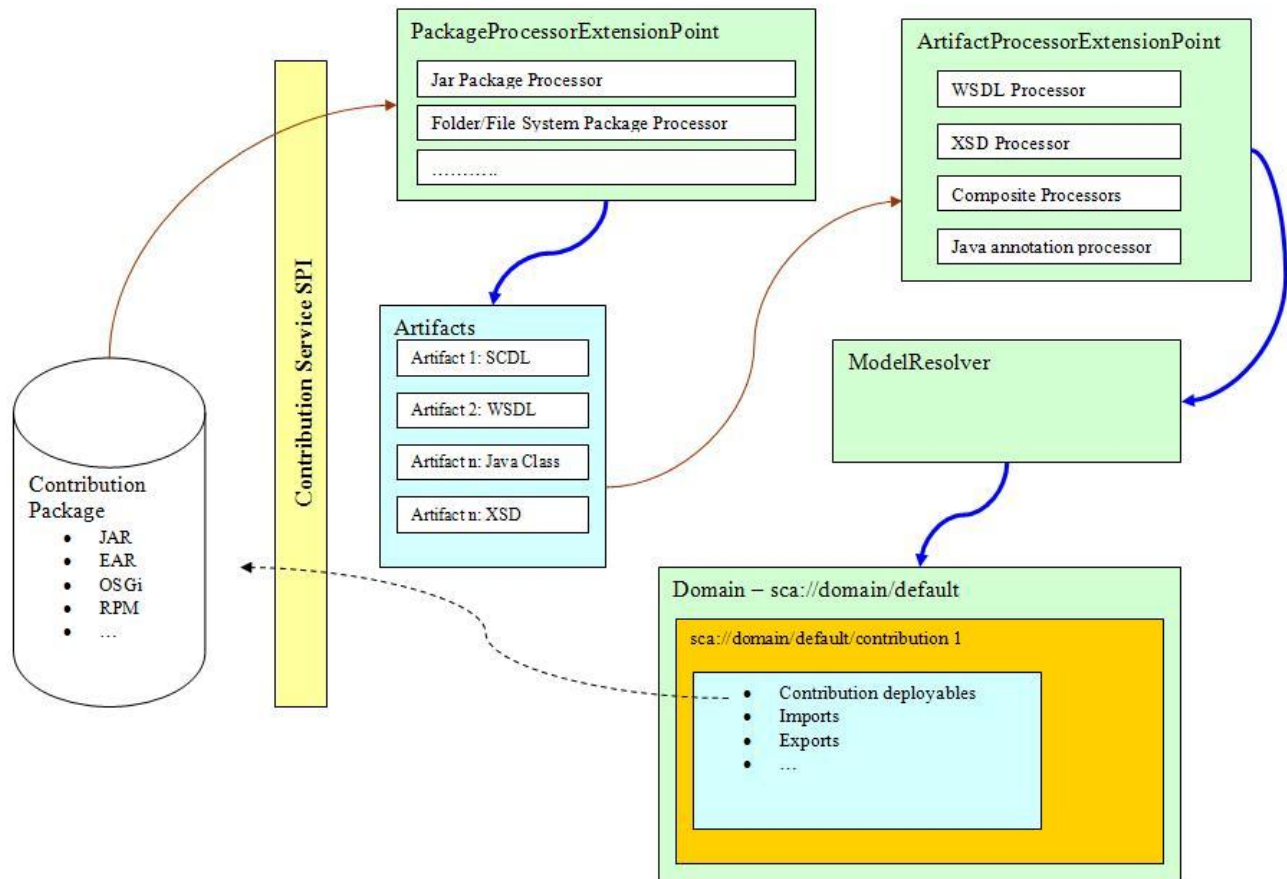 PackageProcessorExtensionPoint
Jar Package Processor
Folder/File System Package Processor
………..
ArtifactProcessorExtensionPoint
WSDL Processor
XSD Processor
Composite Processors
Java annotation processor
Contribution Service SPI
Artifacts
Artifact 1: SCDL
Artifact 2: WSDL
Artifact n: Java Class
Artifact n: XSD
ModelResolver
Contribution
Package
• JAR
• EAR
• OSGi
• RPM
• …
Domain – sca://domain/default
sca://domain/default/contribution 1
• Contribution deployables
• Imports
• Exports
• …